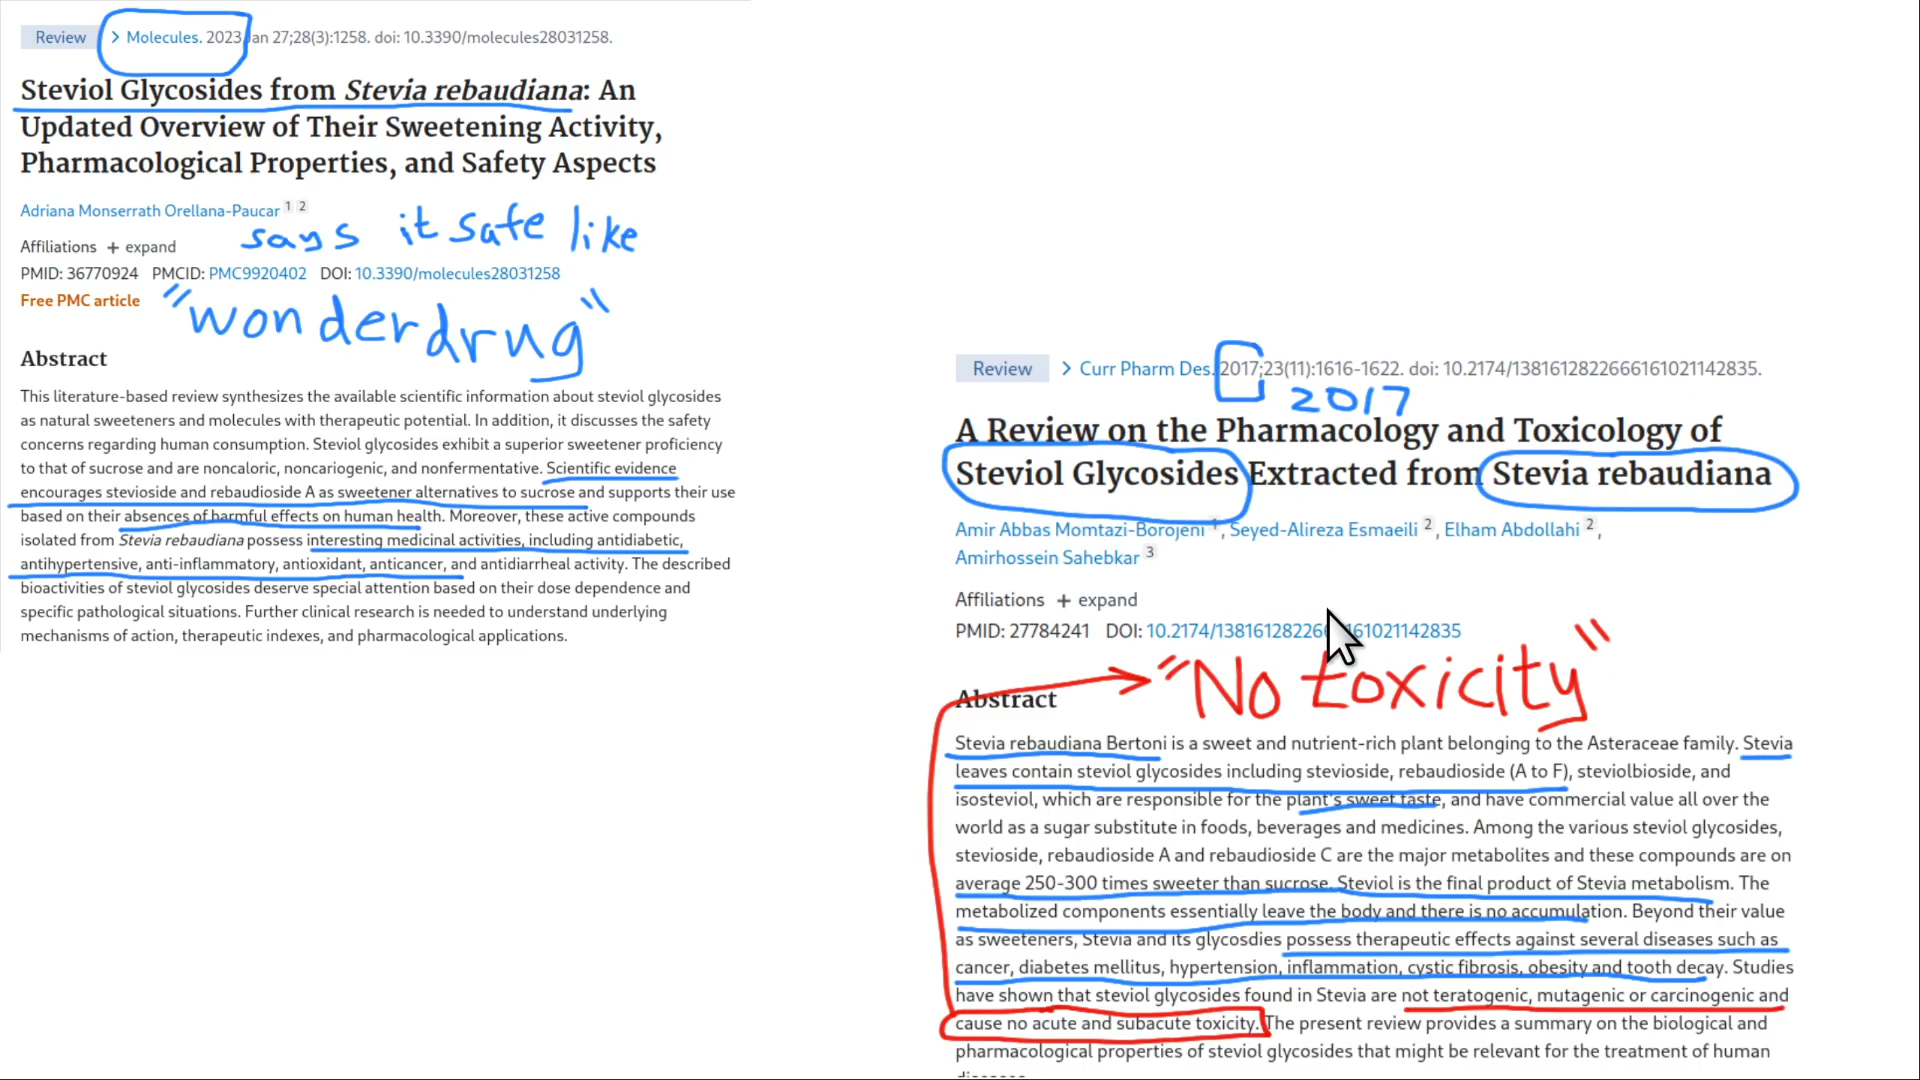 Review > Molecules. 2023 Jan 27;28(3):1258. doi: 10.3390/molecules28031258.
Steviol Glycosides from Stevia rebaudiana: An
Updated Overview of Their Sweetening Activity,
Pharmacological Properties, and Safety Aspects
Adriana Monserrath Orellana-Paucar 1 2
says it safe like
Affiliations + expand
PMID: 36770924 PMCID: PMC9920402 DOI: 10.3390/molecules28031258
Free PMC article
"wonderdrug"
Abstract
This literature-based review synthesizes the available scientific information about steviol glycosides
as natural sweeteners and molecules with therapeutic potential. In addition, it discusses the safety
concerns regarding human consumption. Steviol glycosides exhibit a superior sweetener proficiency
to that of sucrose and are noncaloric, noncariogenic, and nonfermentative. Scientific evidence
encourages stevioside and rebaudioside A as sweetener alternatives to sucrose and supports their use
based on their absences of harmful effects on human health. Moreover, these active compounds
isolated from Stevia rebaudiana possess interesting medicinal activities, including antidiabetic,
antihypertensive, anti-inflammatory, antioxidant, anticancer, and antidiarrheal activity. The described
bioactivities of steviol glycosides deserve special attention based on their dose dependence and
specific pathological situations. Further clinical research is needed to understand underlying
mechanisms of action, therapeutic indexes, and pharmacological applications.
Review > Curr Pharm Des. 2017;23(11):1616-1622. doi: 10.2174/1381612822666161021142835.
2017
A Review on the Pharmacology and Toxicology of
Steviol Glycosides Extracted from Stevia rebaudiana
Amir Abbas Momtazi-Borojeni 1, Seyed-Alireza Esmaeili 2, Elham Abdollahi 2,
Amirhossein Sahebkar 3
Affiliations + expand
PMID: 27784241 DOI: 10.2174/1381612822666161021142835
"No toxicity"
Abstract
Stevia rebaudiana Bertoni is a sweet and nutrient-rich plant belonging to the Asteraceae family. Stevia
leaves contain steviol glycosides including stevioside, rebaudioside (A to F), steviolbioside, and
isosteviol, which are responsible for the plant's sweet taste, and have commercial value all over the
world as a sugar substitute in foods, beverages and medicines. Among the various steviol glycosides,
stevioside, rebaudioside A and rebaudioside C are the major metabolites and these compounds are on
average 250-300 times sweeter than sucrose. Steviol is the final product of Stevia metabolism. The
metabolized components essentially leave the body and there is no accumulation. Beyond their value
as sweeteners, Stevia and its glycosdies possess therapeutic effects against several diseases such as
cancer, diabetes mellitus, hypertension, inflammation, cystic fibrosis, obesity and tooth decay. Studies
have shown that steviol glycosides found in Stevia are not teratogenic, mutagenic or carcinogenic and
cause no acute and subacute toxicity. The present review provides a summary on the biological and
pharmacological properties of steviol glycosides that might be relevant for the treatment of human